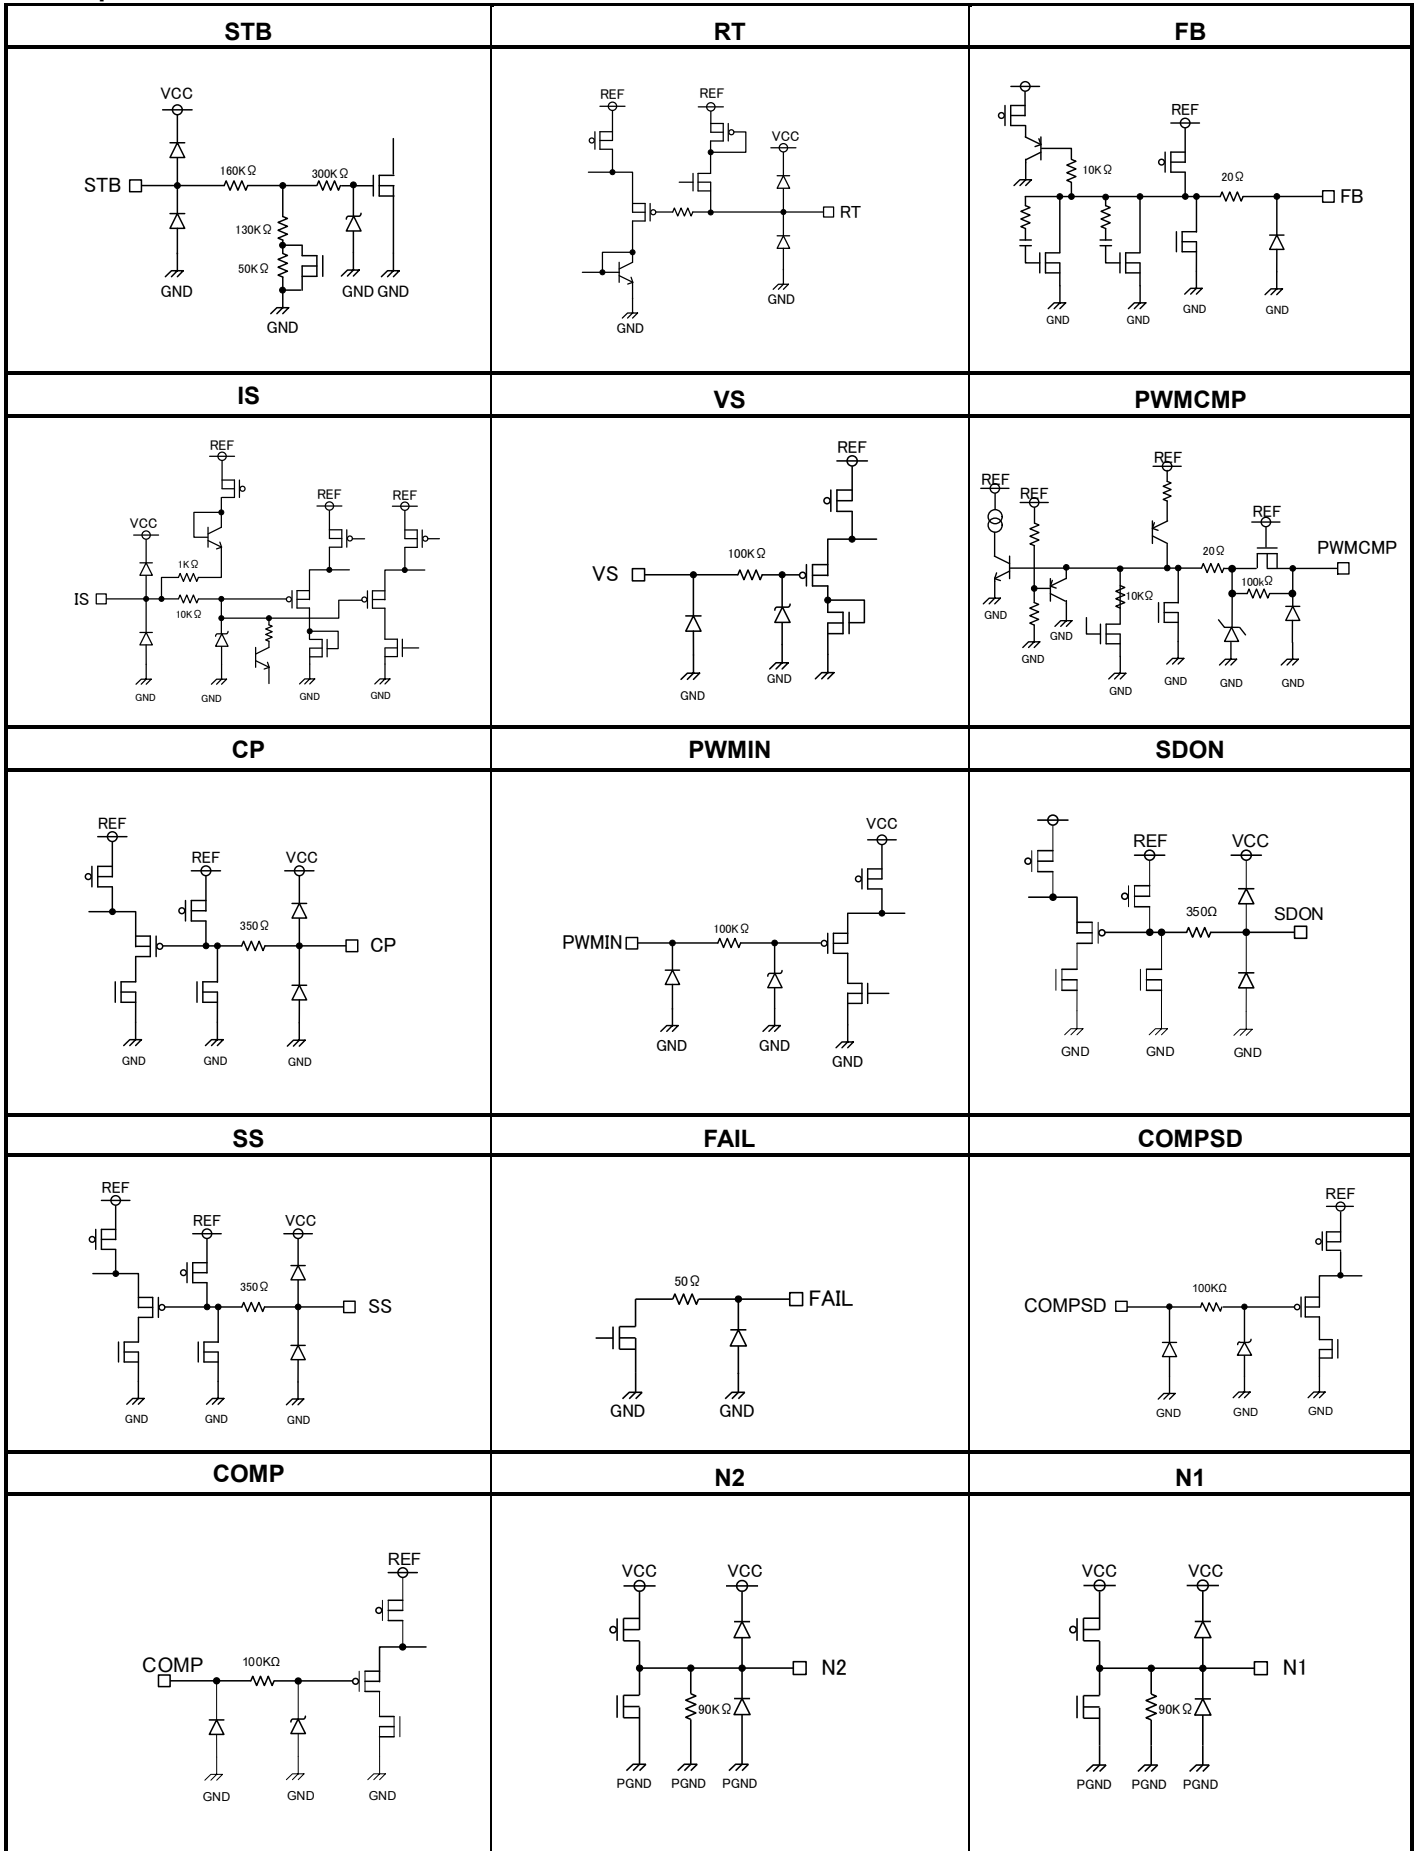 STB RT FB
VCC
STB
160KΩ
300KΩ
130KΩ
50KΩ
GND
GND GND
GND
REF
REF
VCC
RT
GND
GND
REF
10KΩ
20Ω
FB
GND
GND
GND
GND
IS VS PWMCMP
REF
REF
REF
VCC
1KΩ
IS
10KΩ
GND
GND
GND
GND
REF
100KΩ
VS
GND
GND
REF
REF
REF
REF
PWMCMP
20Ω
100kΩ
10KΩ
GND
GND
GND
GND
GND
GND
GND
CP PWMIN SDON
REF
REF
VCC
350Ω
CP
GND
GND
GND
VCC
100KΩ
PWMIN
GND
GND
GND
REF
VCC
350Ω
SDON
GND
GND
GND
SS FAIL COMPSD
REF
REF
VCC
350Ω
SS
GND
GND
GND
50Ω
FAIL
GND
GND
REF
100KΩ
COMPSD
GND
GND
GND
COMP N2 N1
REF
COMP
100KΩ
GND
GND
GND
VCC
VCC
N2
90KΩ
PGND
PGND
PGND
VCC
VCC
N1
90KΩ
PGND
PGND
PGND